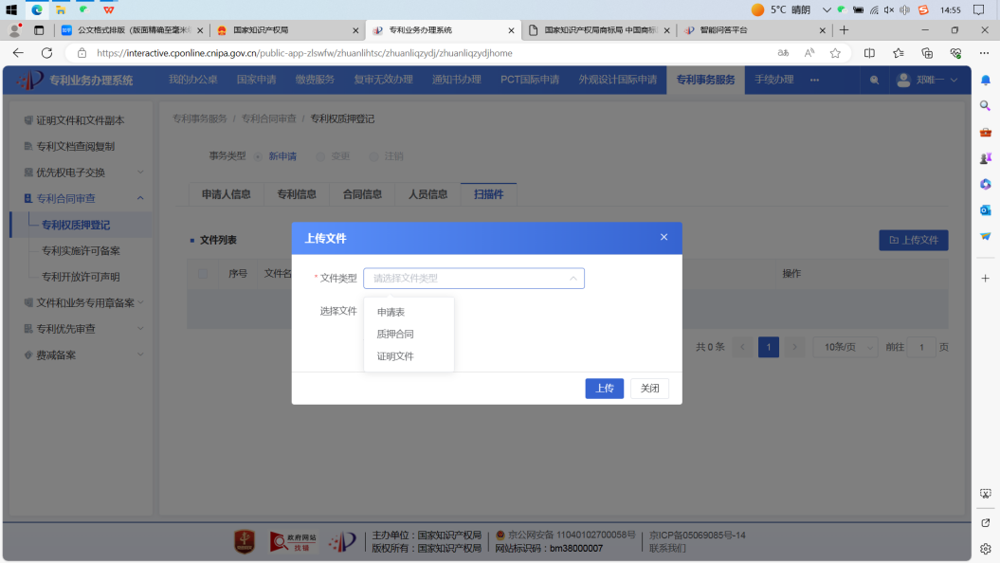 5°C 晴朗
14:55
公文格式排版（版面精确至毫米
国家知识产权局
专利业务办理系统
国家知识产权局商标局 中国商标
智能问答平台
https://interactive.cponline.cnipa.gov.cn/public-app-zlswfw/zhuanlihtsc/zhuanliqzydj/zhuanliqzydjhome
专利业务办理系统
我的办公桌
国家申请
缴费服务
复审无效办理
通知书办理
PCT国际申请
外观设计国际申请
专利事务服务
手续办理
证明文件和文件副本
专利文档查阅复制
优先权电子交换
专利合同审查
专利权质押登记
专利实施许可备案
专利开放许可声明
文件和业务专用章备案
专利优先审查
费减备案
专利事务服务 / 专利合同审查 / 专利权质押登记
事务类型
新申请
变更
注销
申请人信息
专利信息
合同信息
人员信息
扫描件
文件列表
上传文件
序号
文件名
操作
共 0 条
1
10条/页
前往 1 页
上传文件
* 文件类型
请选择文件类型
选择文件
申请表
质押合同
证明文件
上传
关闭
政府网站
找错
主办单位：国家知识产权局
版权所有：国家知识产权局
京公网安备 11040102700058号
网站标识码：bm38000007
京ICP备05069085号-14
联系我们